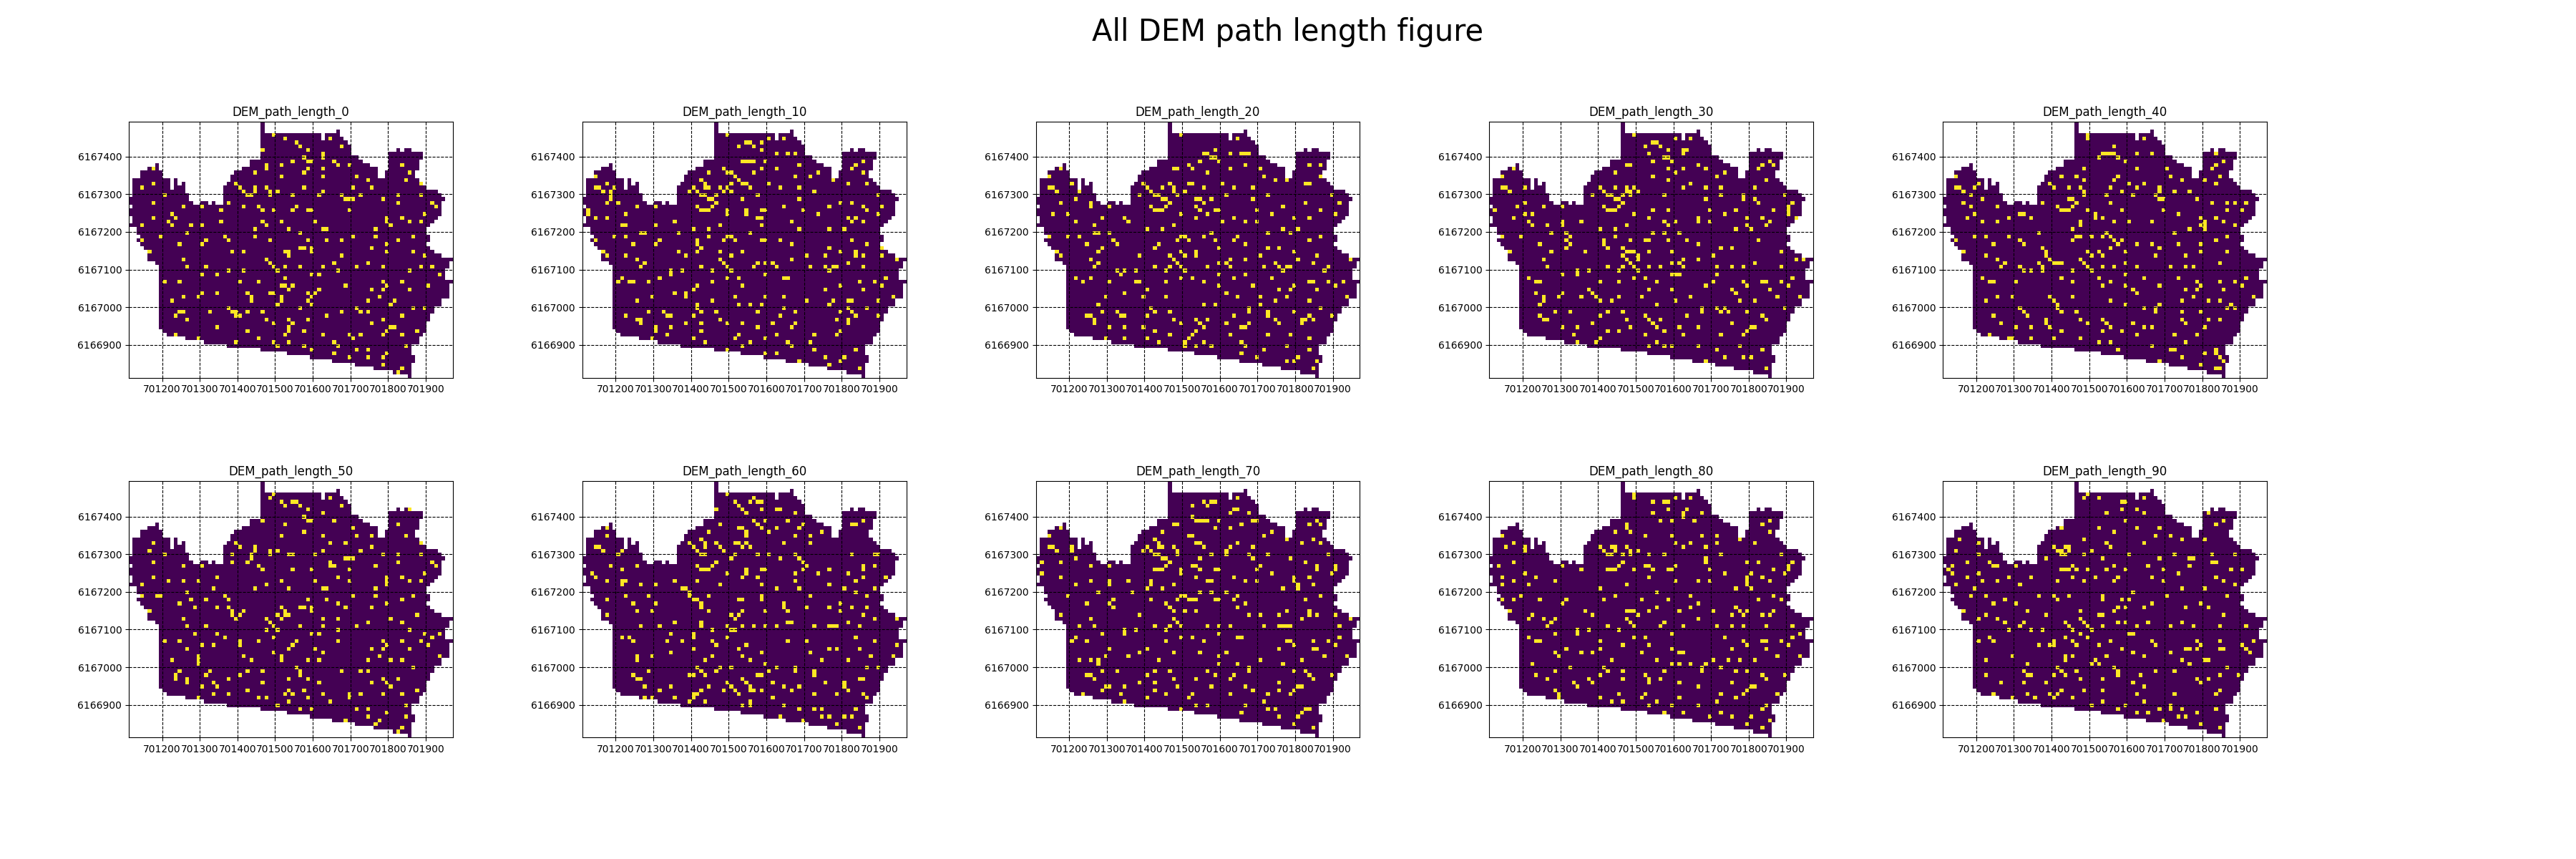 All DEM path length figure
DEM_path_length_0
6167400
6167300
6167200
6167100
6167000
6166900
701200 701300 701400 701500 701600 701700 701800 701900
DEM_path_length_10
6167400
6167300
6167200
6167100
6167000
6166900
701200 701300 701400 701500 701600 701700 701800 701900
DEM_path_length_20
6167400
6167300
6167200
6167100
6167000
6166900
701200 701300 701400 701500 701600 701700 701800 701900
DEM_path_length_30
6167400
6167300
6167200
6167100
6167000
6166900
701200 701300 701400 701500 701600 701700 701800 701900
DEM_path_length_40
6167400
6167300
6167200
6167100
6167000
6166900
701200 701300 701400 701500 701600 701700 701800 701900
DEM_path_length_50
6167400
6167300
6167200
6167100
6167000
6166900
701200 701300 701400 701500 701600 701700 701800 701900
DEM_path_length_60
6167400
6167300
6167200
6167100
6167000
6166900
701200 701300 701400 701500 701600 701700 701800 701900
DEM_path_length_70
6167400
6167300
6167200
6167100
6167000
6166900
701200 701300 701400 701500 701600 701700 701800 701900
DEM_path_length_80
6167400
6167300
6167200
6167100
6167000
6166900
701200 701300 701400 701500 701600 701700 701800 701900
DEM_path_length_90
6167400
6167300
6167200
6167100
6167000
6166900
701200 701300 701400 701500 701600 701700 701800 701900